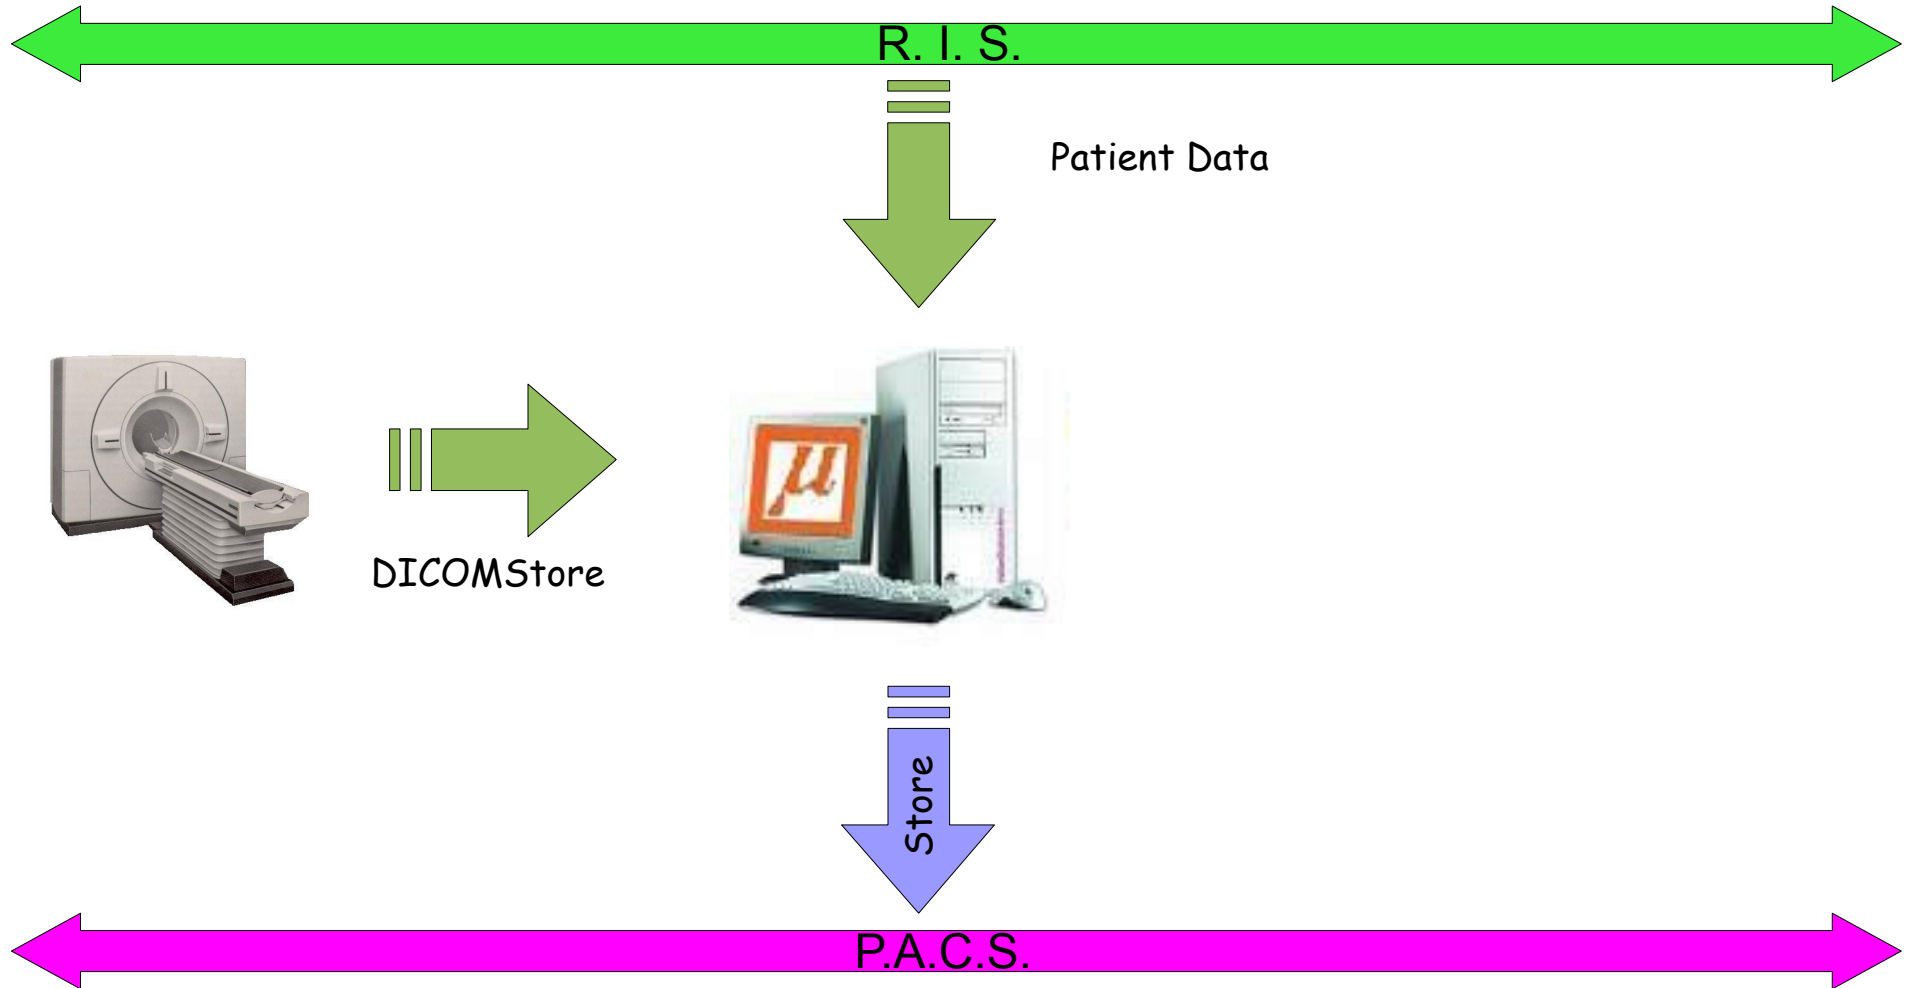 R. I. S.
Patient Data
µ
DICOMStore
Store
P.A.C.S.